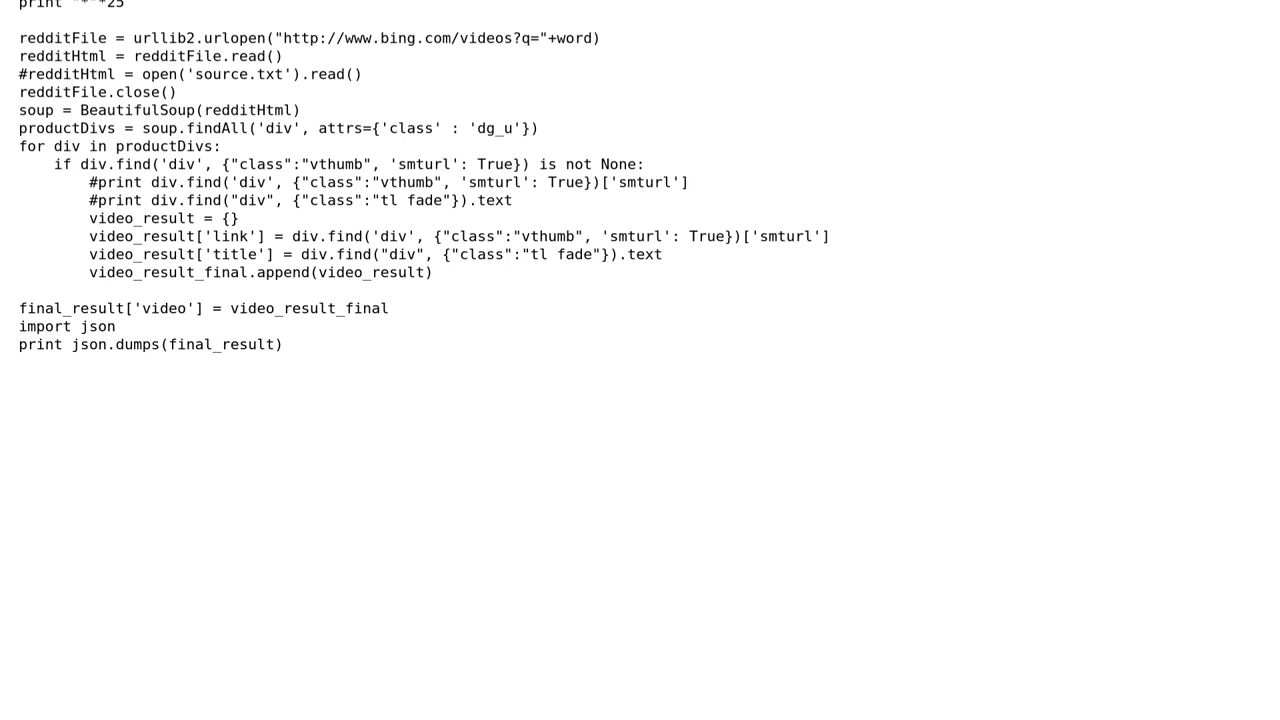 print "*"*25
redditFile = urllib2.urlopen("http://www.bing.com/videos?q="+word)
redditHtml = redditFile.read()
#redditHtml = open('source.txt').read()
redditFile.close()
soup = BeautifulSoup(redditHtml)
productDivs = soup.findAll('div', attrs={'class' : 'dg_u'})
for div in productDivs:
    if div.find('div', {"class":"vthumb", 'smturl': True}) is not None:
        #print div.find('div', {"class":"vthumb", 'smturl': True})['smturl']
        #print div.find("div", {"class":"tl fade"}).text
        video_result = {}
        video_result['link'] = div.find('div', {"class":"vthumb", 'smturl': True})['smturl']
        video_result['title'] = div.find("div", {"class":"tl fade"}).text
        video_result_final.append(video_result)
final_result['video'] = video_result_final
import json
print json.dumps(final_result)